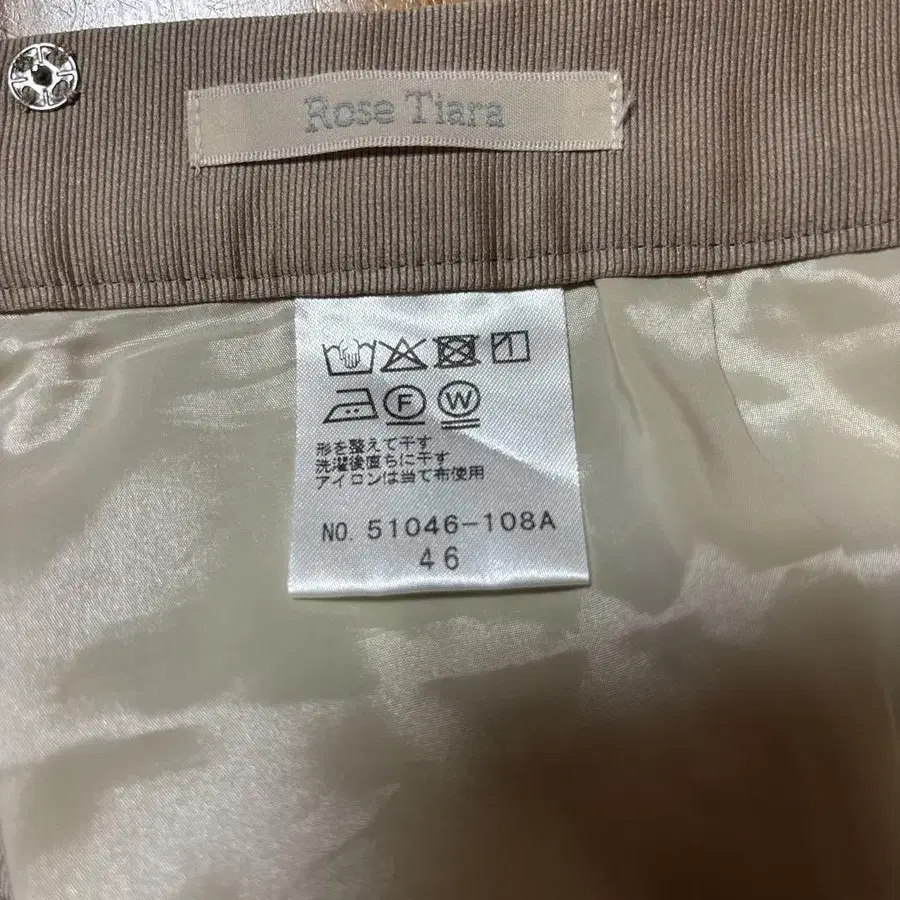 Rose Tiara
F W
形を整えて干す
洗濯後直ちに干す
アイロンは当て布使用
NO. 51046-108A
46